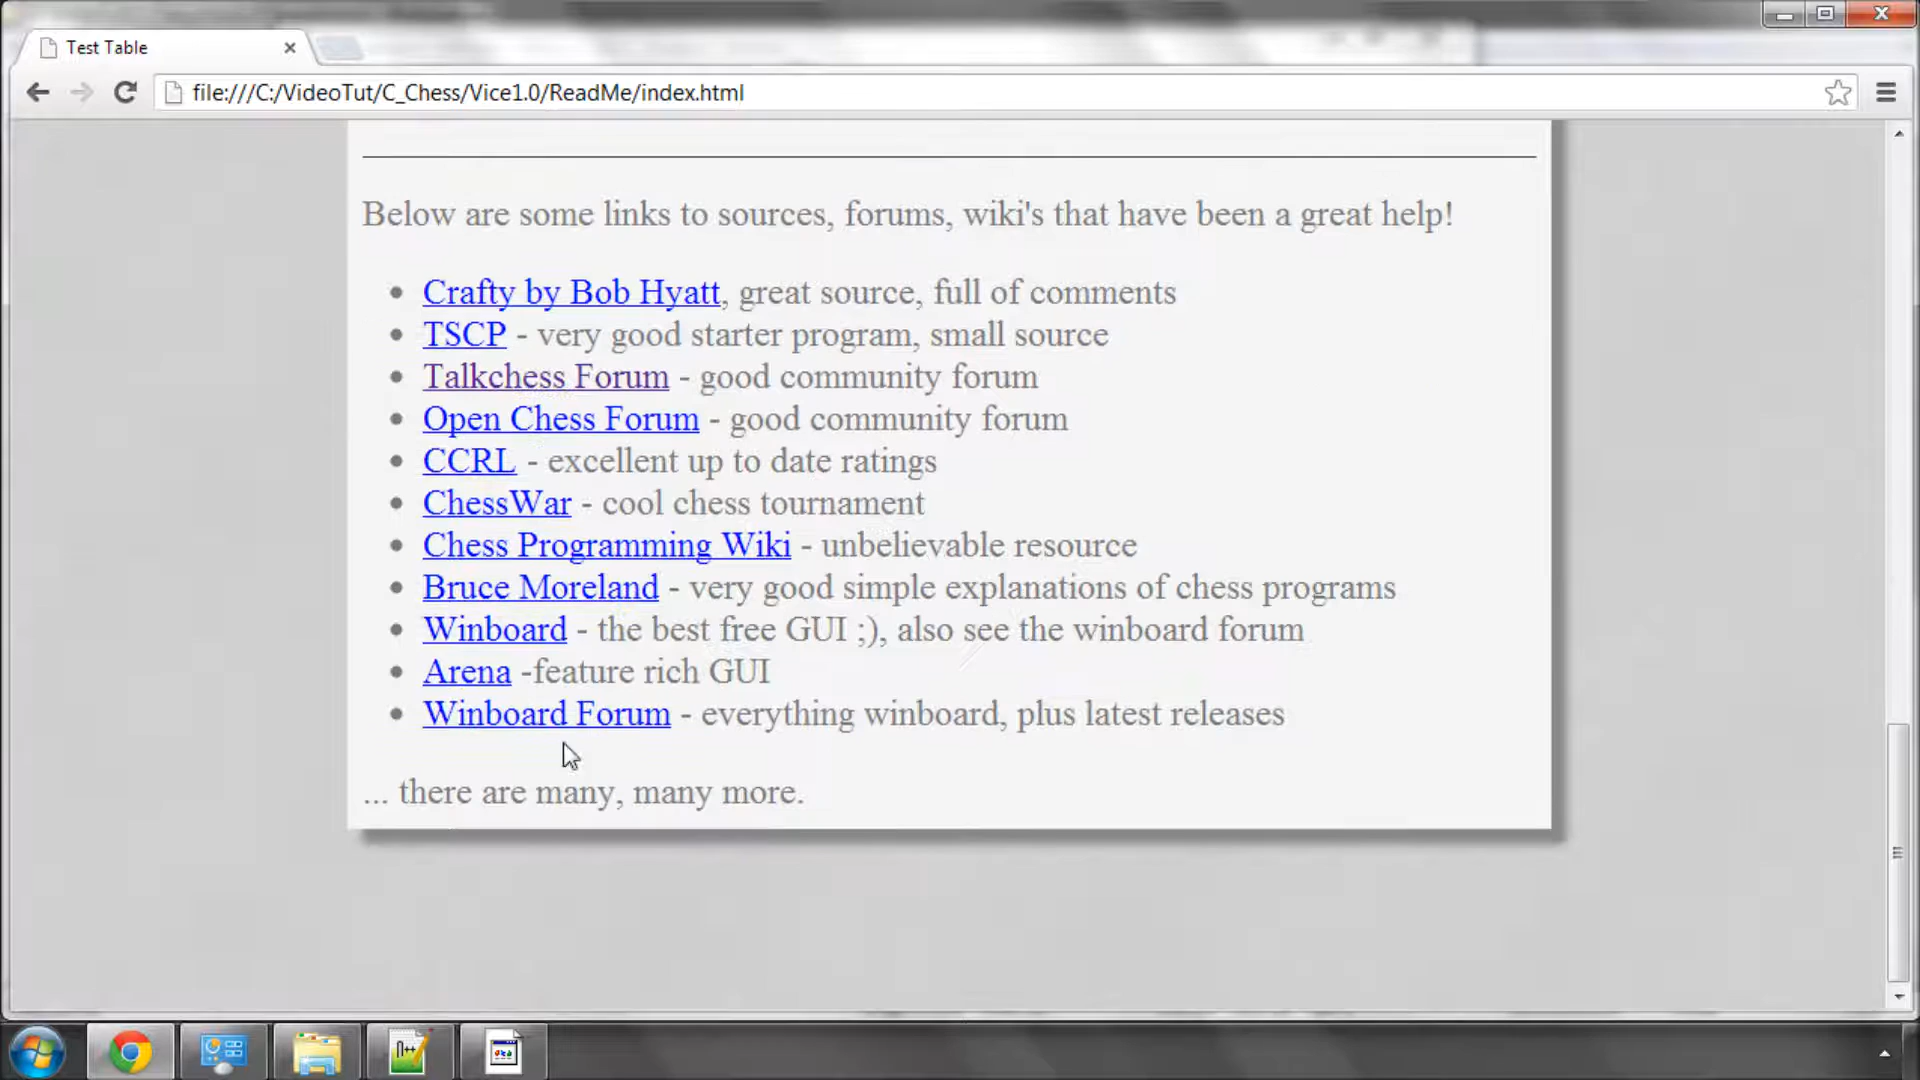 Test Table
file:///C:/VideoTut/C_Chess/Vice1.0/ReadMe/index.html
Below are some links to sources, forums, wiki's that have been a great help!
Crafty by Bob Hyatt, great source, full of comments
TSCP - very good starter program, small source
Talkchess Forum - good community forum
Open Chess Forum - good community forum
CCRL - excellent up to date ratings
ChessWar - cool chess tournament
Chess Programming Wiki - unbelievable resource
Bruce Moreland - very good simple explanations of chess programs
Winboard - the best free GUI ;), also see the winboard forum
Arena -feature rich GUI
Winboard Forum - everything winboard, plus latest releases
... there are many, many more.